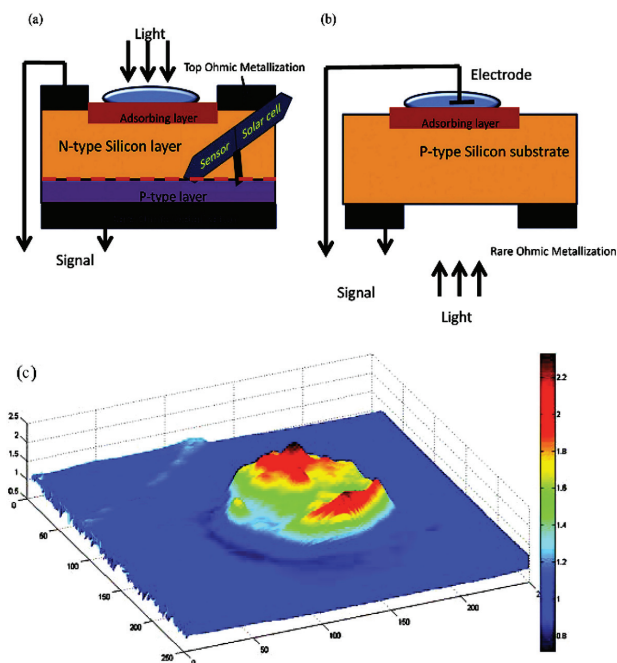 (a)
Light
Top Ohmic Metallization
Adsorbing layer
N-type Silicon layer
Sensor
Solar cell
P-type layer
Signal
(b)
Electrode
Adsorbing layer
P-type Silicon substrate
Rare Ohmic Metallization
Signal
Light
(c)
2.5
2
1.5
1
0.5
0
50
100
150
200
250
0
50
100
150
200
2.2
2
1.8
1.6
1.4
1.2
1
0.8